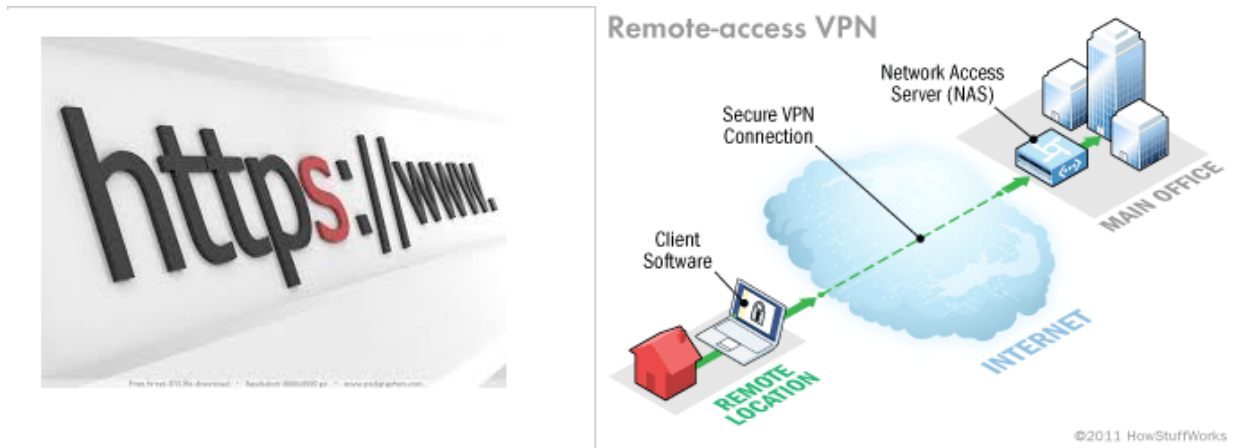 https://www.
Remote-access VPN
Network Access
Server (NAS)
Secure VPN
Connection
MAIN OFFICE
Client
Software
INTERNET
REMOTE
LOCATION
©2011 HowStuffWorks